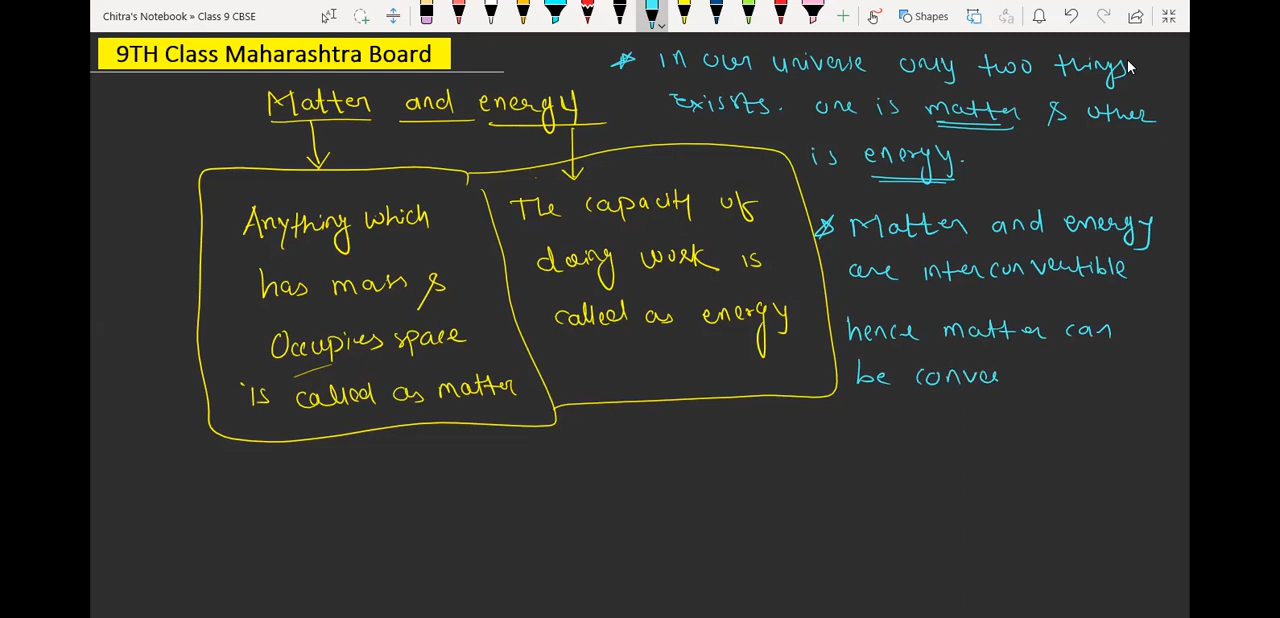 Chitra's Notebook » Class 9 CBSE
Shapes
9TH Class Maharashtra Board
Matter and energy
Anything which
has mass &
Occupies space
is called as matter
The capacity of
doing work is
called as energy
* In our universe only two things
Exisits. one is matter & other
is energy.
* Matter and energy
are interconvertible
hence matter can
be conve